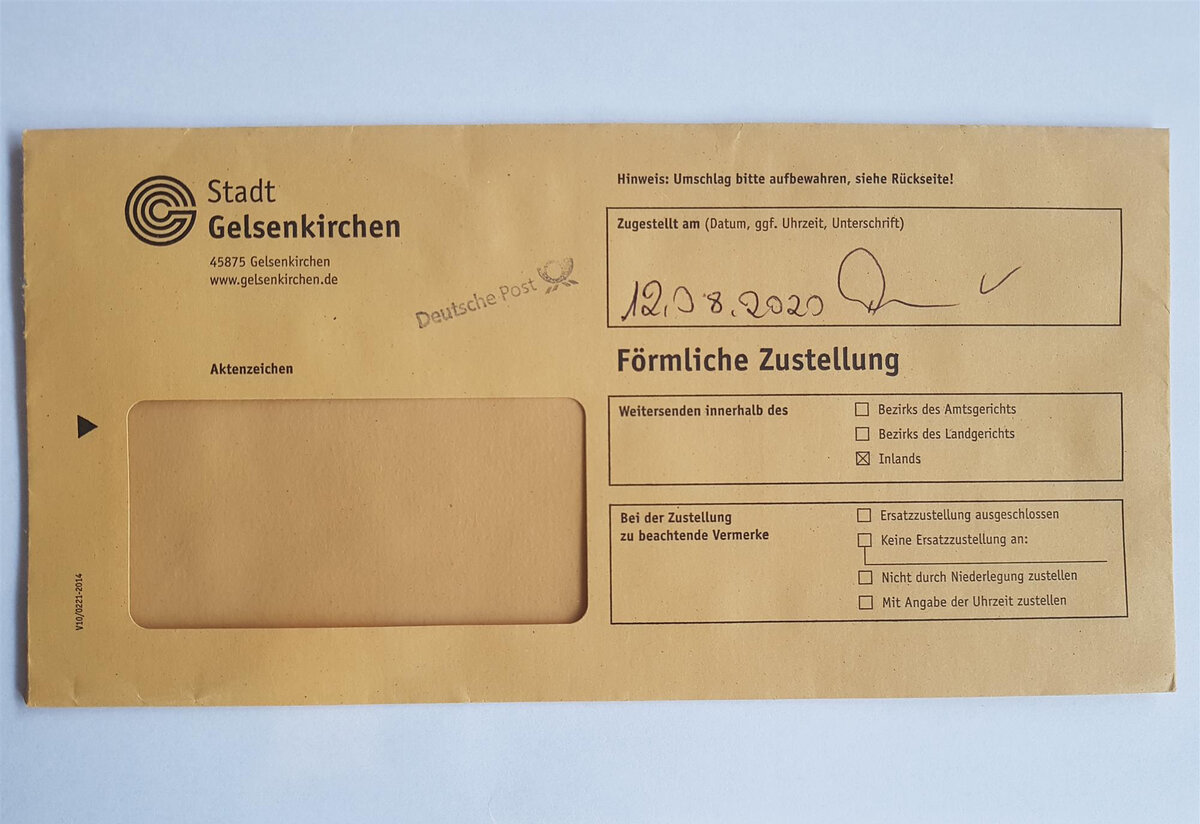 Stadt
Gelsenkirchen
45875 Gelsenkirchen
www.gelsenkirchen.de
Deutsche Post
Aktenzeichen
V10/0221-2014
Hinweis: Umschlag bitte aufbewahren, siehe Rückseite!
Zugestellt am (Datum, ggf. Uhrzeit, Unterschrift)
12.08.2020
Förmliche Zustellung
Weitersenden innerhalb des
Bezirks des Amtsgerichts
Bezirks des Landgerichts
Inlands
Bei der Zustellung
zu beachtende Vermerke
Ersatzzustellung ausgeschlossen
Keine Ersatzzustellung an:
Nicht durch Niederlegung zustellen
Mit Angabe der Uhrzeit zustellen